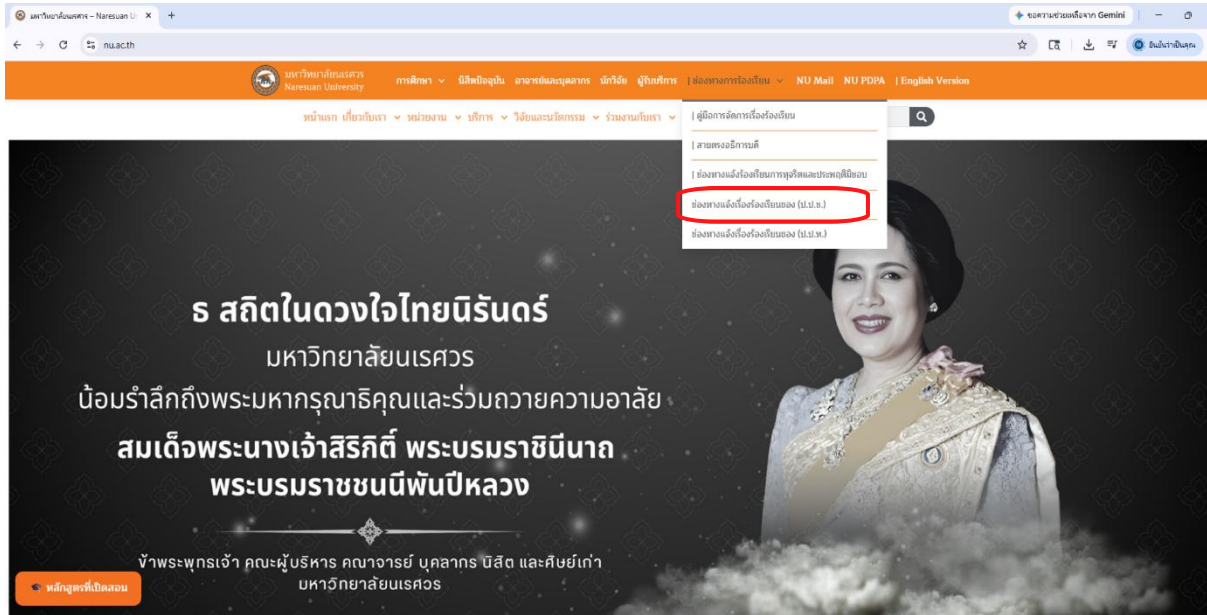 มหาวิทยาลัยนเรศวร – Naresuan U
ขอความช่วยเหลือจาก Gemini
nu.ac.th
ยืนยันว่าเป็นคุณ
มหาวิทยาลัยนเรศวร
Naresuan University
การศึกษา นิสิตปัจจุบัน อาจารย์และบุคลากร นักวิจัย ผู้รับบริการ | ช่องทางการร้องเรียน NU Mail NU PDPA | English Version
หน้าแรก เกี่ยวกับเรา หน่วยงาน บริการ วิจัยและนวัตกรรม ร่วมงานกับเรา
| คู่มือการจัดการเรื่องร้องเรียน
| สายตรงอธิการบดี
| ช่องทางแจ้งร้องเรียนการทุจริตและประพฤติมิชอบ
ช่องทางแจ้งเรื่องร้องเรียนของ (ป.ป.ช.)
ช่องทางแจ้งเรื่องร้องเรียนของ (ป.ป.ท.)
ธ สถิตในดวงใจไทยนิรันดร์
มหาวิทยาลัยนเรศวร
น้อมรำลึกถึงพระมหากรุณาธิคุณและร่วมถวายความอาลัย
สมเด็จพระนางเจ้าสิริกิติ์ พระบรมราชินีนาถ
พระบรมราชชนนีพันปีหลวง
ข้าพระพุทธเจ้า คณะผู้บริหาร คณาจารย์ บุคลากร นิสิต และศิษย์เก่า
มหาวิทยาลัยนเรศวร
หลักสูตรที่เปิดสอน